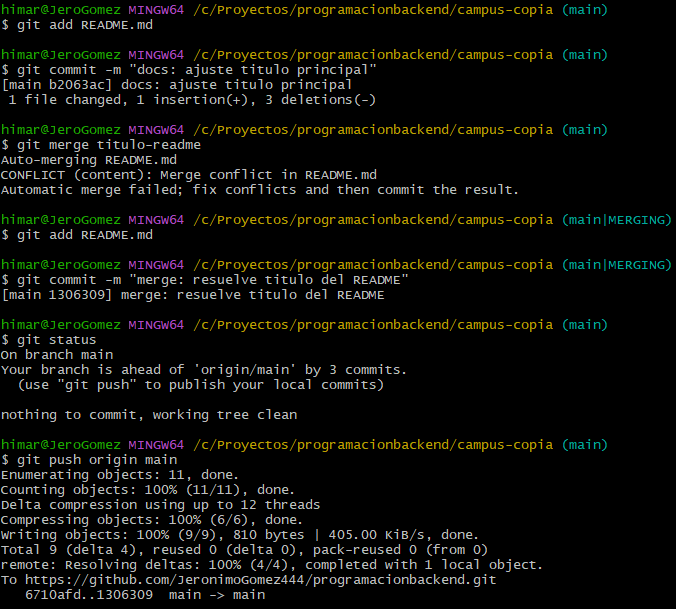 himar@JeroGomez MINGW64 /c/Proyectos/programacionbackend/campus-copia (main)
$ git add README.md
himar@JeroGomez MINGW64 /c/Proyectos/programacionbackend/campus-copia (main)
$ git commit -m "docs: ajuste titulo principal"
[main b2063ac] docs: ajuste titulo principal
 1 file changed, 1 insertion(+), 3 deletions(-)
himar@JeroGomez MINGW64 /c/Proyectos/programacionbackend/campus-copia (main)
$ git merge titulo-readme
Auto-merging README.md
CONFLICT (content): Merge conflict in README.md
Automatic merge failed; fix conflicts and then commit the result.
himar@JeroGomez MINGW64 /c/Proyectos/programacionbackend/campus-copia (main|MERGING)
$ git add README.md
himar@JeroGomez MINGW64 /c/Proyectos/programacionbackend/campus-copia (main|MERGING)
$ git commit -m "merge: resuelve titulo del README"
[main 1306309] merge: resuelve titulo del README
himar@JeroGomez MINGW64 /c/Proyectos/programacionbackend/campus-copia (main)
$ git status
On branch main
Your branch is ahead of 'origin/main' by 3 commits.
  (use "git push" to publish your local commits)
nothing to commit, working tree clean
himar@JeroGomez MINGW64 /c/Proyectos/programacionbackend/campus-copia (main)
$ git push origin main
Enumerating objects: 11, done.
Counting objects: 100% (11/11), done.
Delta compression using up to 12 threads
Compressing objects: 100% (6/6), done.
Writing objects: 100% (9/9), 810 bytes | 405.00 KiB/s, done.
Total 9 (delta 4), reused 0 (delta 0), pack-reused 0 (from 0)
remote: Resolving deltas: 100% (4/4), completed with 1 local object.
To https://github.com/JeronimoGomez444/programacionbackend.git
   6710afd..1306309  main -> main